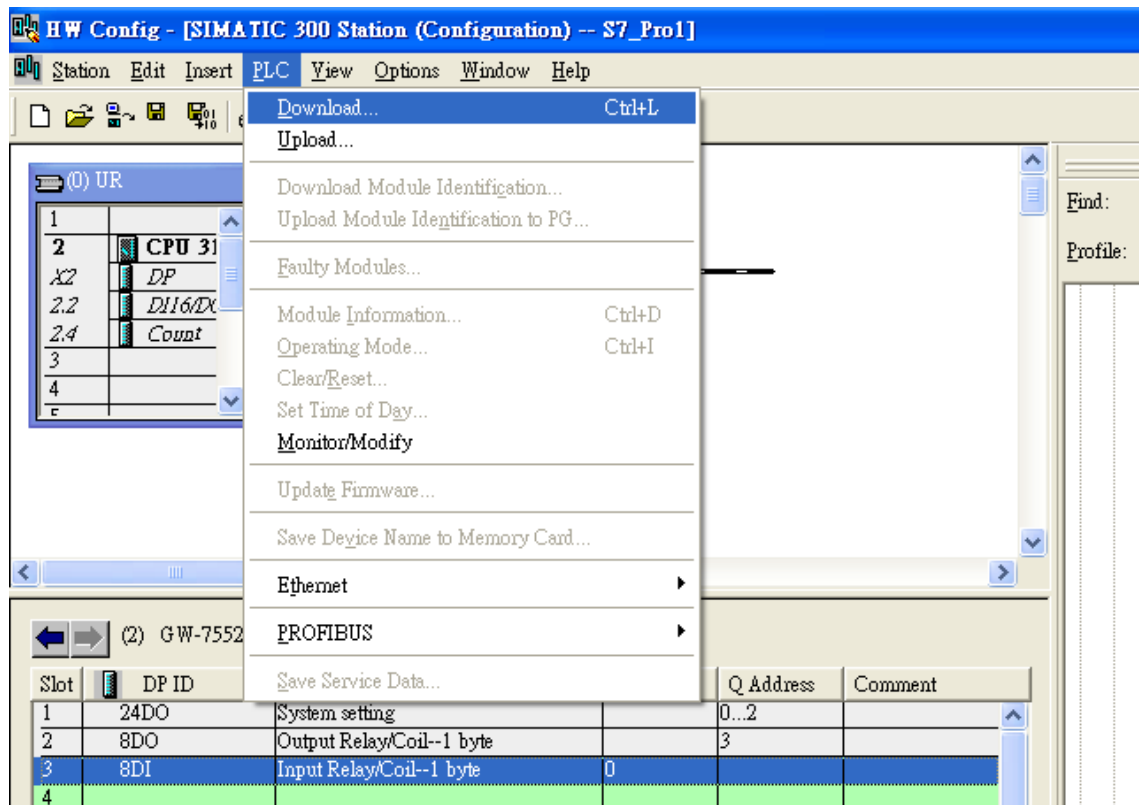 HW Config - [SIMATIC 300 Station (Configuration) -- S7_Pro1]
Station Edit Insert PLC View Options Window Help
Download... Ctrl+L
Upload...
Download Module Identification...
Upload Module Identification to PG...
Faulty Modules...
Module Information... Ctrl+D
Operating Mode... Ctrl+I
Clear/Reset...
Set Time of Day...
Monitor/Modify
Update Firmware...
Save Device Name to Memory Card...
Ethernet
PROFIBUS
Save Service Data...
(0) UR
1
2 CPU 31
X2 DP
2.2 DI16/DO
2.4 Count
3
4
Find:
Profile:
(2) GW-7552
Slot DP ID Q Address Comment
1 24DO System setting 0...2
2 8DO Output Relay/Coil--1 byte 3
3 8DI Input Relay/Coil--1 byte 0
4